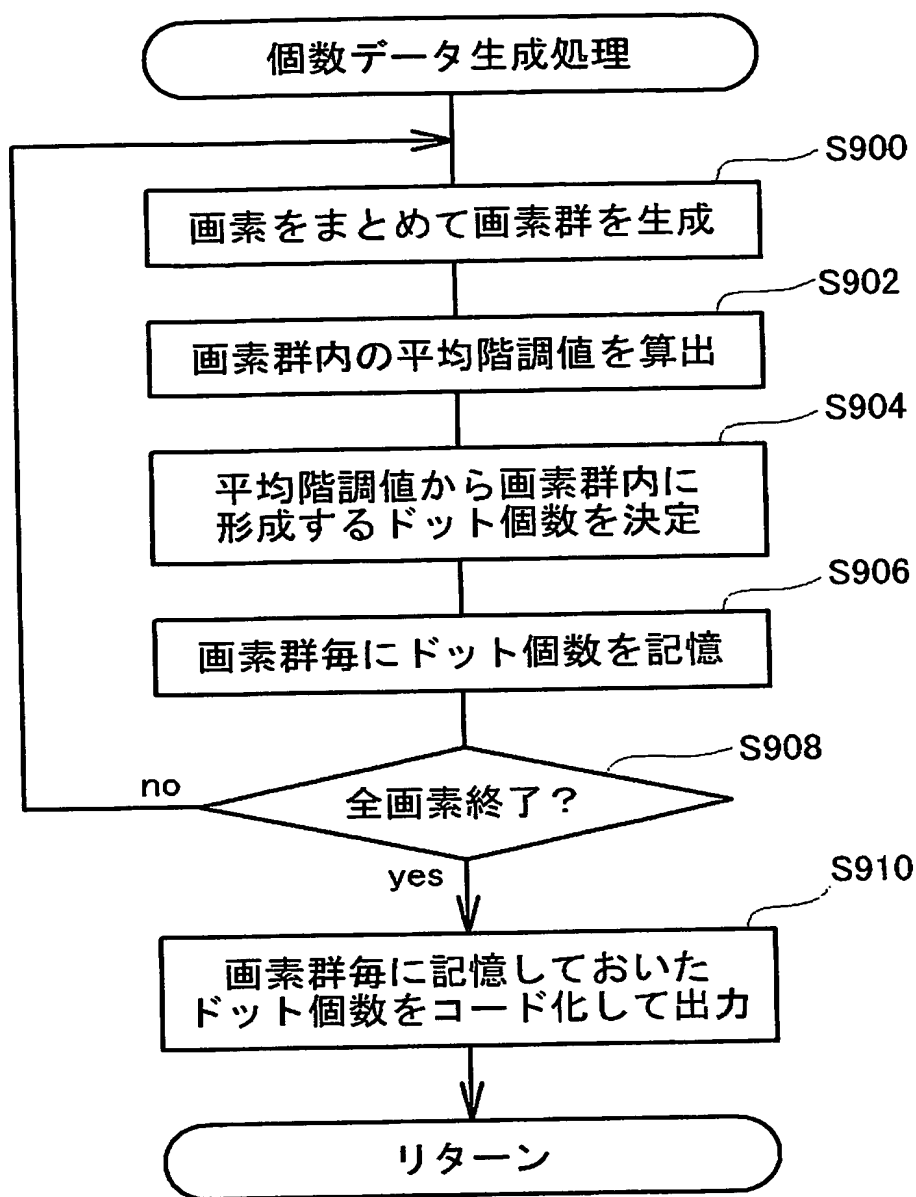 個数データ生成処理
S900
画素をまとめて画素群を生成
S902
画素群内の平均階調値を算出
S904
平均階調値から画素群内に
形成するドット個数を決定
S906
画素群毎にドット個数を記憶
S908
no
全画素終了？
yes
S910
画素群毎に記憶しておいた
ドット個数をコード化して出力
リターン